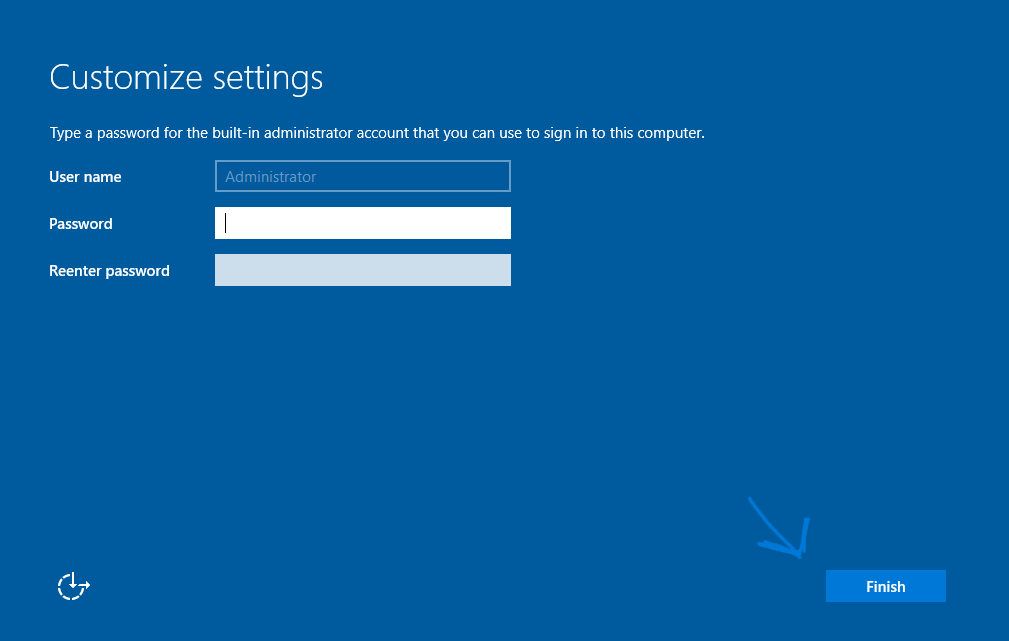 Customize settings
Type a password for the built-in administrator account that you can use to sign in to this computer.
User name Administrator
Password
Reenter password
Finish